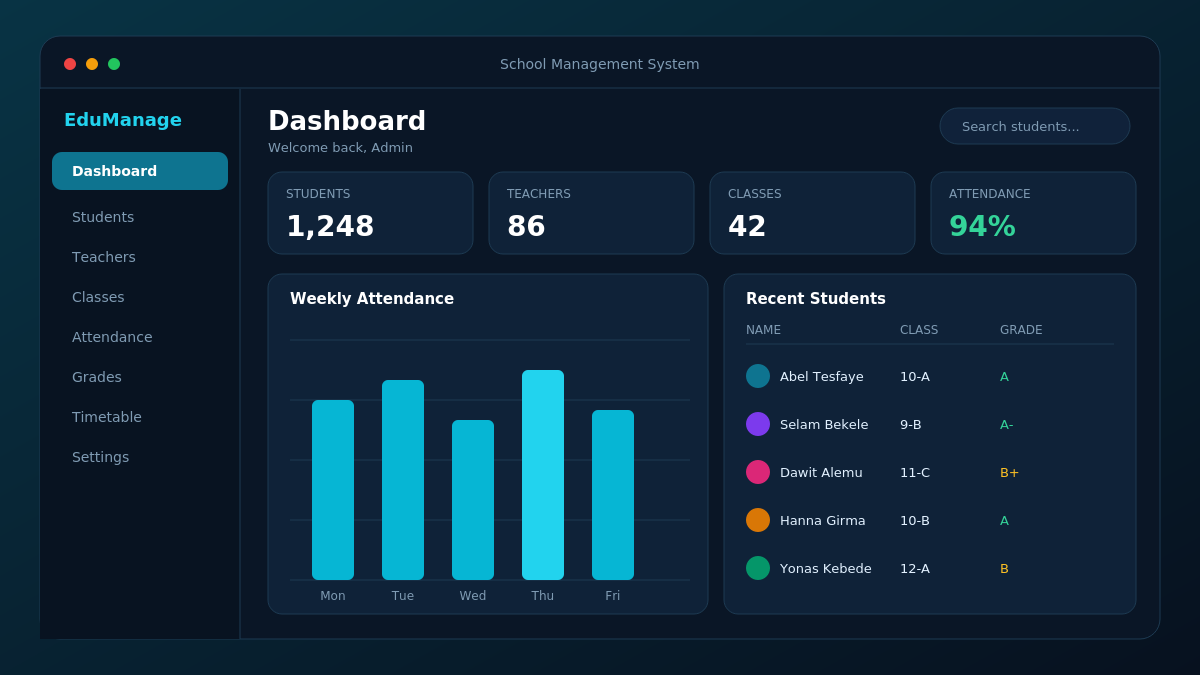 School Management System
EduManage
Dashboard
Students
Teachers
Classes
Attendance
Grades
Timetable
Settings
Dashboard
Welcome back, Admin
Search students...
STUDENTS
1,248
TEACHERS
86
CLASSES
42
ATTENDANCE
94%
Weekly Attendance
Mon Tue Wed Thu Fri
Recent Students
NAME CLASS GRADE
Abel Tesfaye 10-A A
Selam Bekele 9-B A-
Dawit Alemu 11-C B+
Hanna Girma 10-B A
Yonas Kebede 12-A B